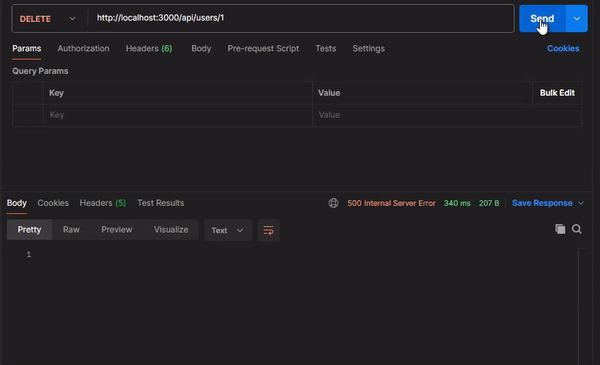 DELETE http://localhost:3000/api/users/1 Send
Params Authorization Headers (6) Body Pre-request Script Tests Settings Cookies
Query Params
Key Value Bulk Edit
Key Value
Body Cookies Headers (5) Test Results 500 Internal Server Error 340 ms 207 B Save Response
Pretty Raw Preview Visualize Text
1